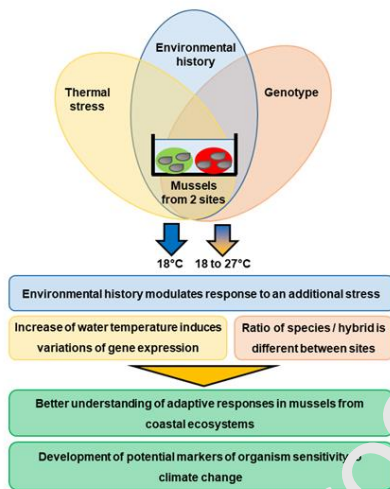 Environmental
history
Thermal
stress
Genotype
Mussels
from 2 sites
18°C
18 to 27°C
Environmental history modulates response to an additional stress
Increase of water temperature induces
variations of gene expression
Ratio of species / hybrid is
different between sites
Better understanding of adaptive responses in mussels from
coastal ecosystems
Development of potential markers of organism sensitivity
climate change